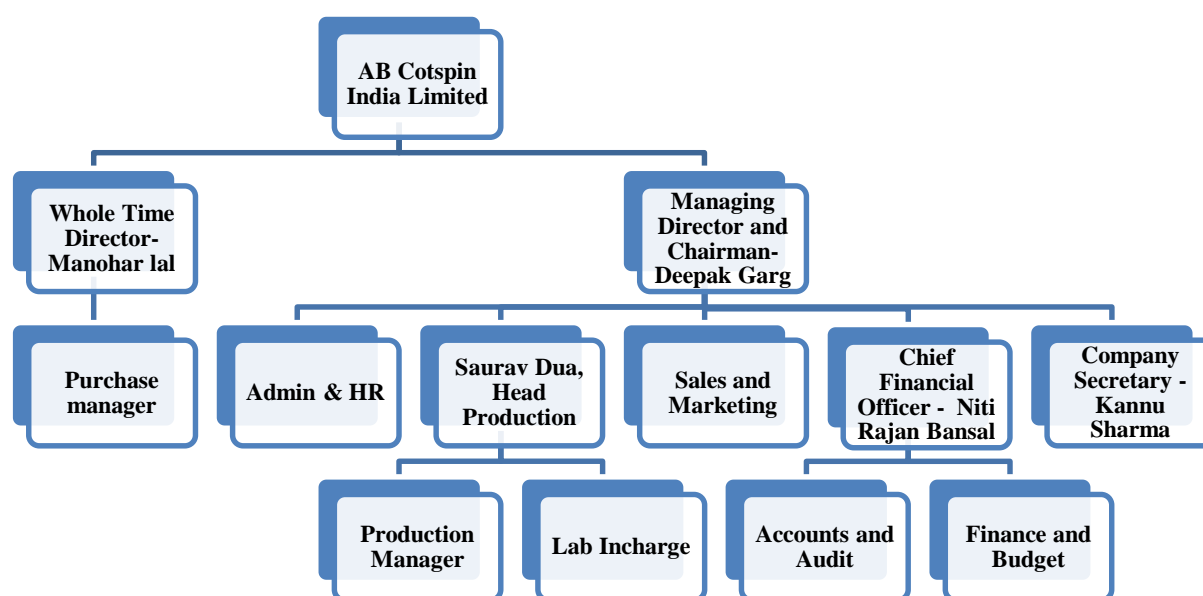 AB Cotspin
India Limited
Whole Time
Director-
Manohar lal
Managing
Director and
Chairman-
Deepak Garg
Purchase
manager
Admin & HR
Saurav Dua,
Head
Production
Sales and
Marketing
Chief
Financial
Officer - Niti
Rajan Bansal
Company
Secretary -
Kannu
Sharma
Production
Manager
Lab Incharge
Accounts and
Audit
Finance and
Budget